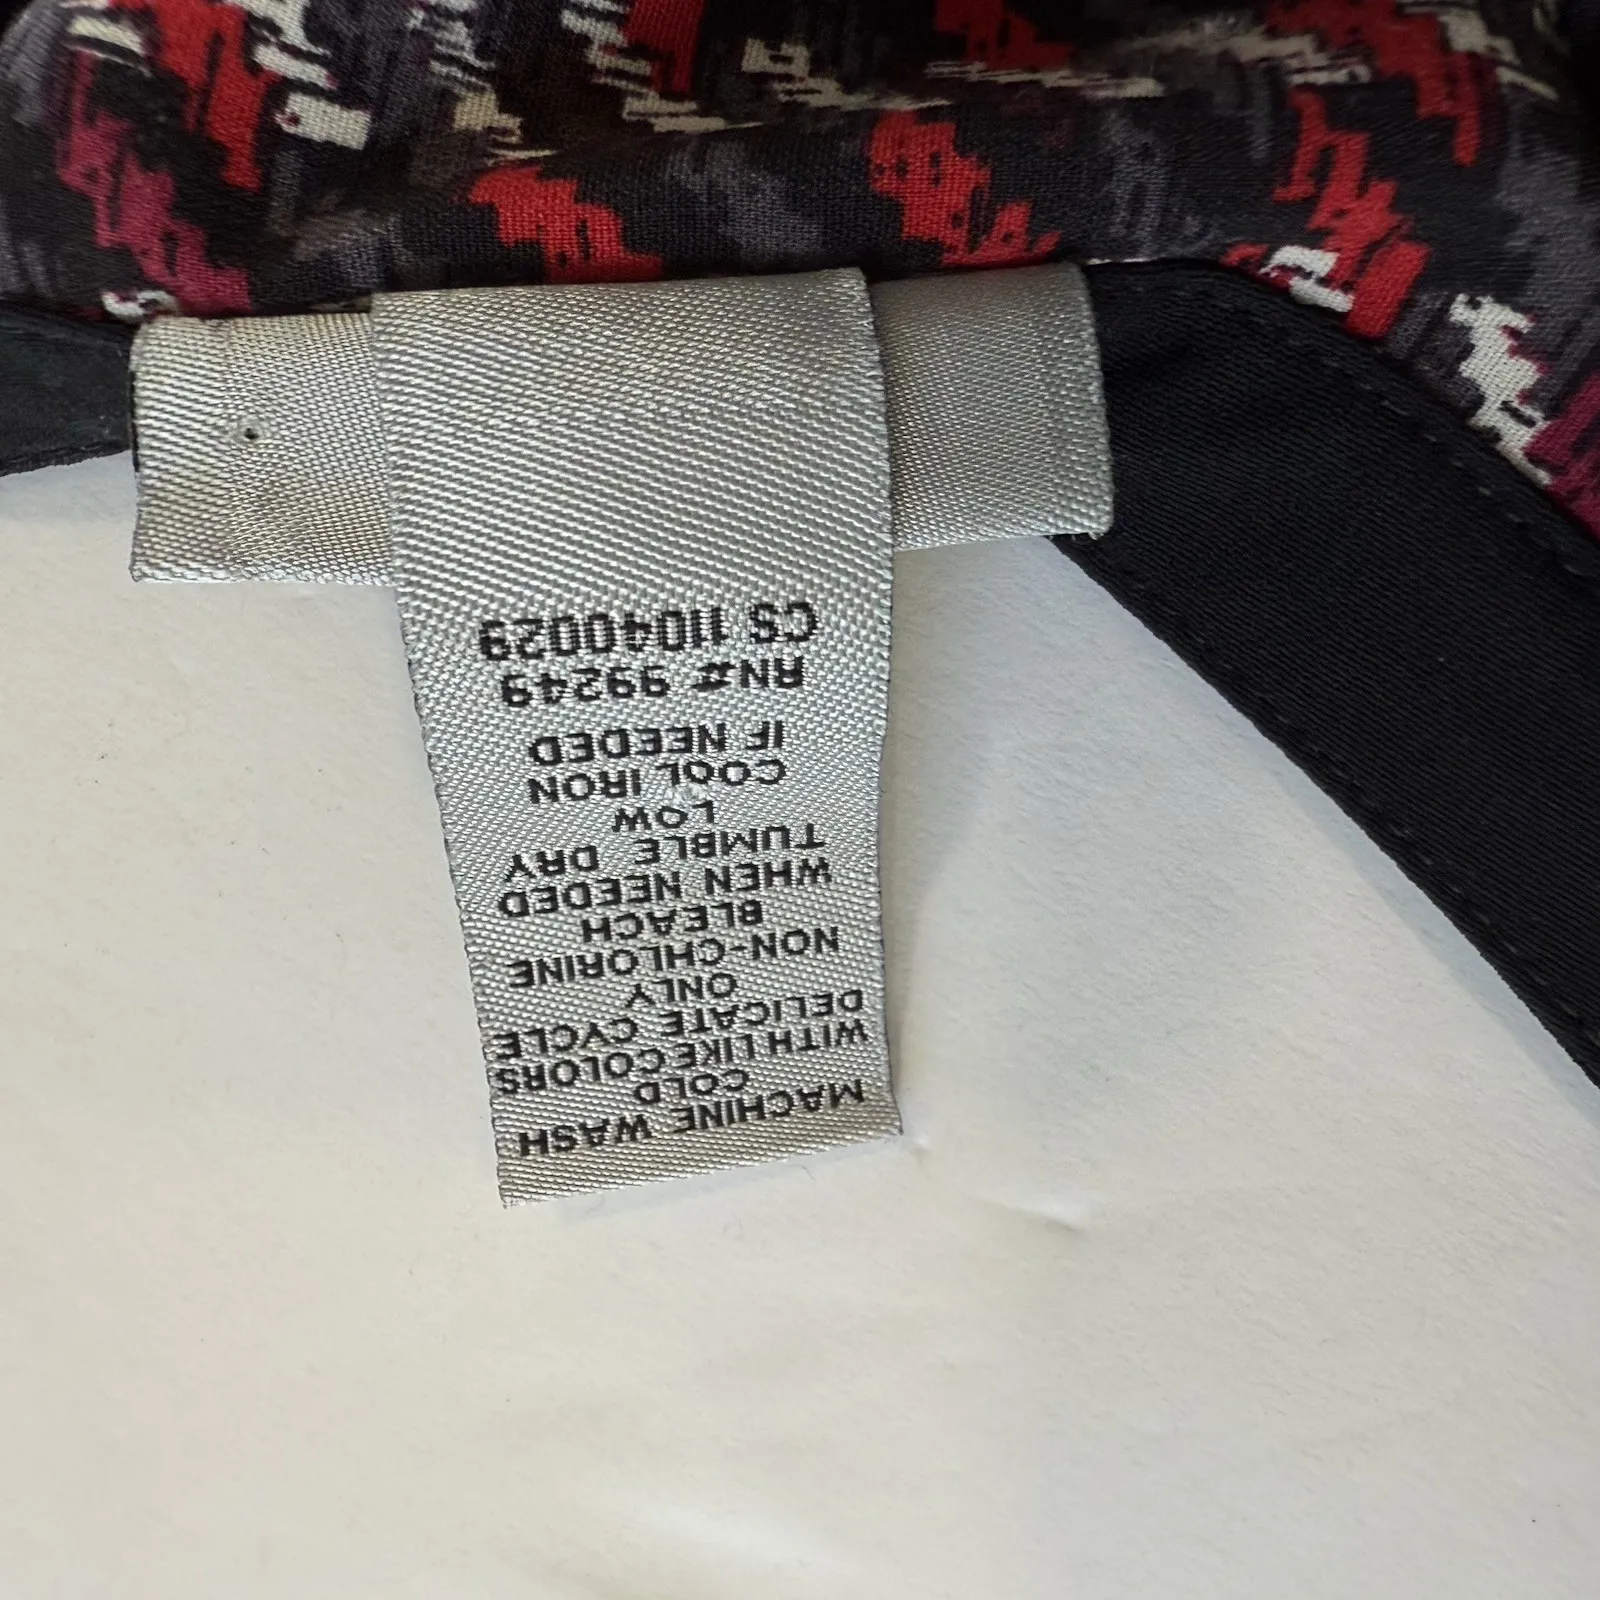 MACHINE WASH
COLD
WITH LIKE COLORS
DELICATE CYCLE
ONLY
NON-CHLORINE
BLEACH
WHEN NEEDED
TUMBLE DRY
LOW
COOL IRON
IF NEEDED
RN# 99249
CS 11040029